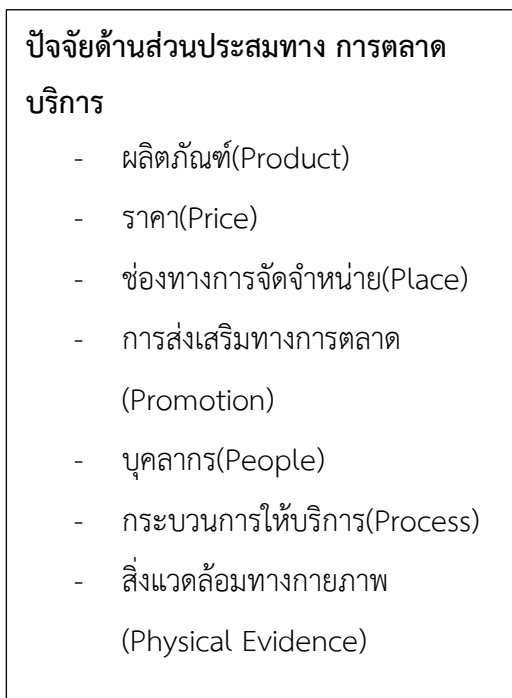 ปัจจัยด้านส่วนประสมทาง การตลาด
บริการ
- ผลิตภัณฑ์(Product)
- ราคา(Price)
- ช่องทางการจัดจำหน่าย(Place)
- การส่งเสริมทางการตลาด
(Promotion)
- บุคลากร(People)
- กระบวนการให้บริการ(Process)
- สิ่งแวดล้อมทางกายภาพ
(Physical Evidence)